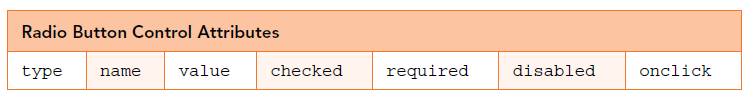 Radio Button Control Attributes
type name value checked required disabled onclick